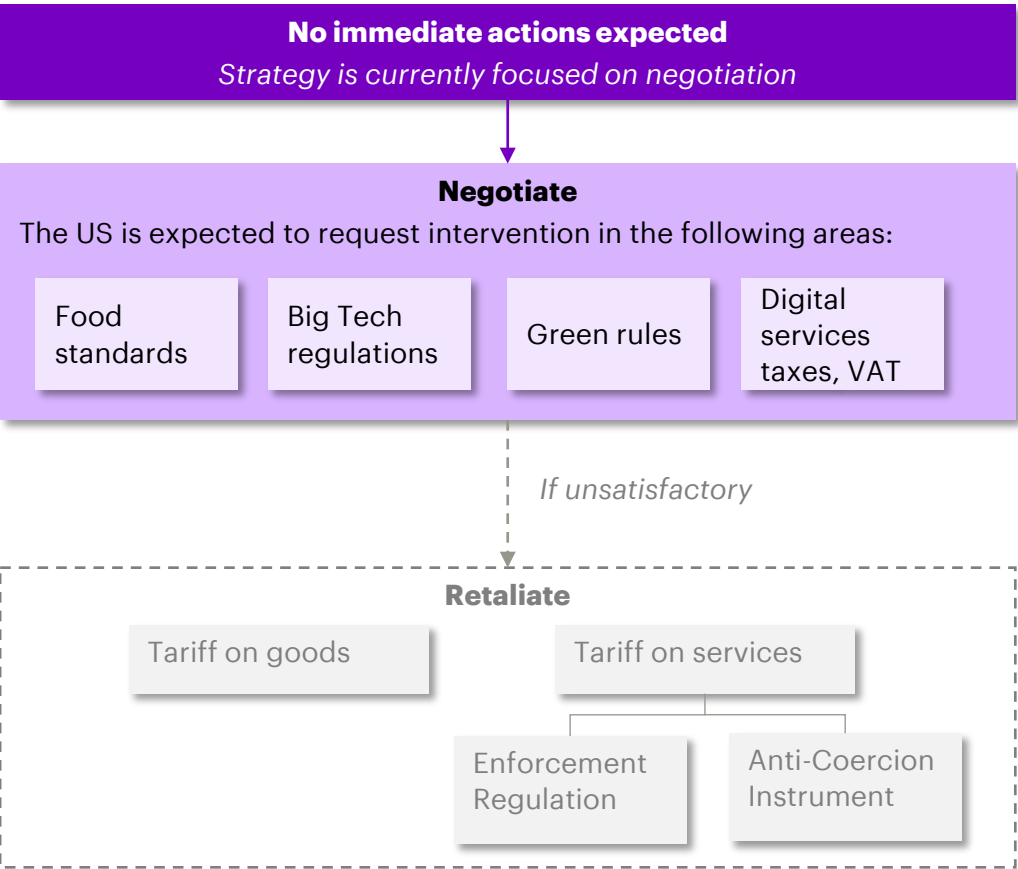 No immediate actions expected
Strategy is currently focused on negotiation
Negotiate
The US is expected to request intervention in the following areas:
Food
standards
Big Tech
regulations
Green rules
Digital
services
taxes, VAT
If unsatisfactory
Retaliate
Tariff on goods
Tariff on services
Enforcement
Regulation
Anti-Coercion
Instrument